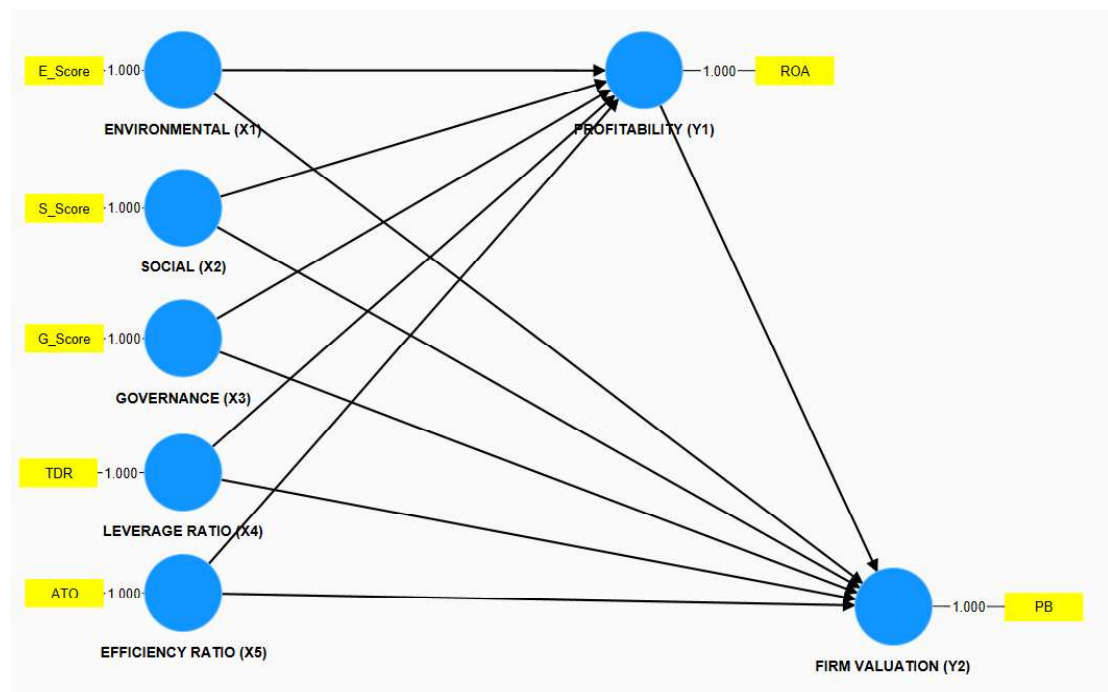 E_Score 1.000
ENVIRONMENTAL (X1)
1.000 ROA
PROFITABILITY (Y1)
S_Score 1.000
SOCIAL (X2)
G_Score 1.000
GOVERNANCE (X3)
TDR 1.000
LEVERAGE RATIO (X4)
ATO 1.000
EFFICIENCY RATIO (X5)
1.000 PB
FIRM VALUATION (Y2)